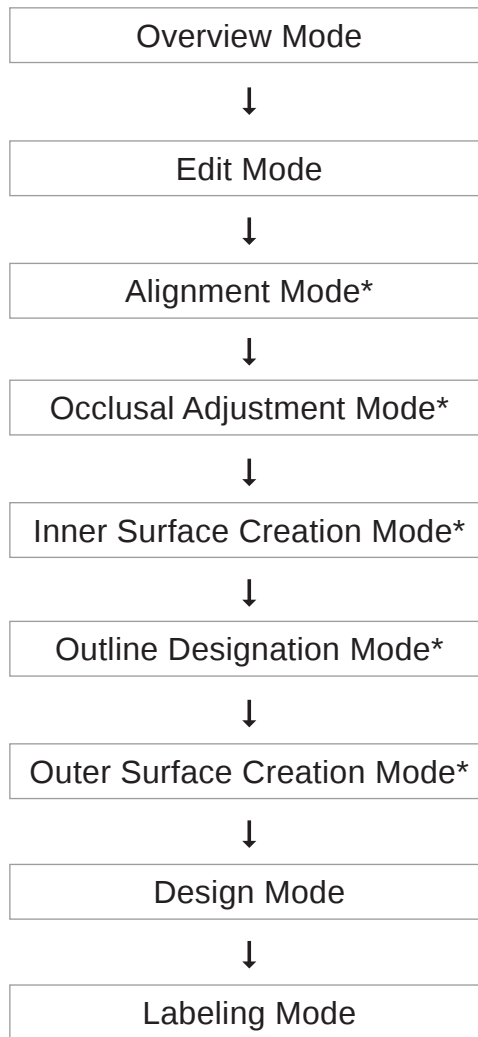 Overview Mode
Edit Mode
Alignment Mode*
Occlusal Adjustment Mode*
Inner Surface Creation Mode*
Outline Designation Mode*
Outer Surface Creation Mode*
Design Mode
Labeling Mode